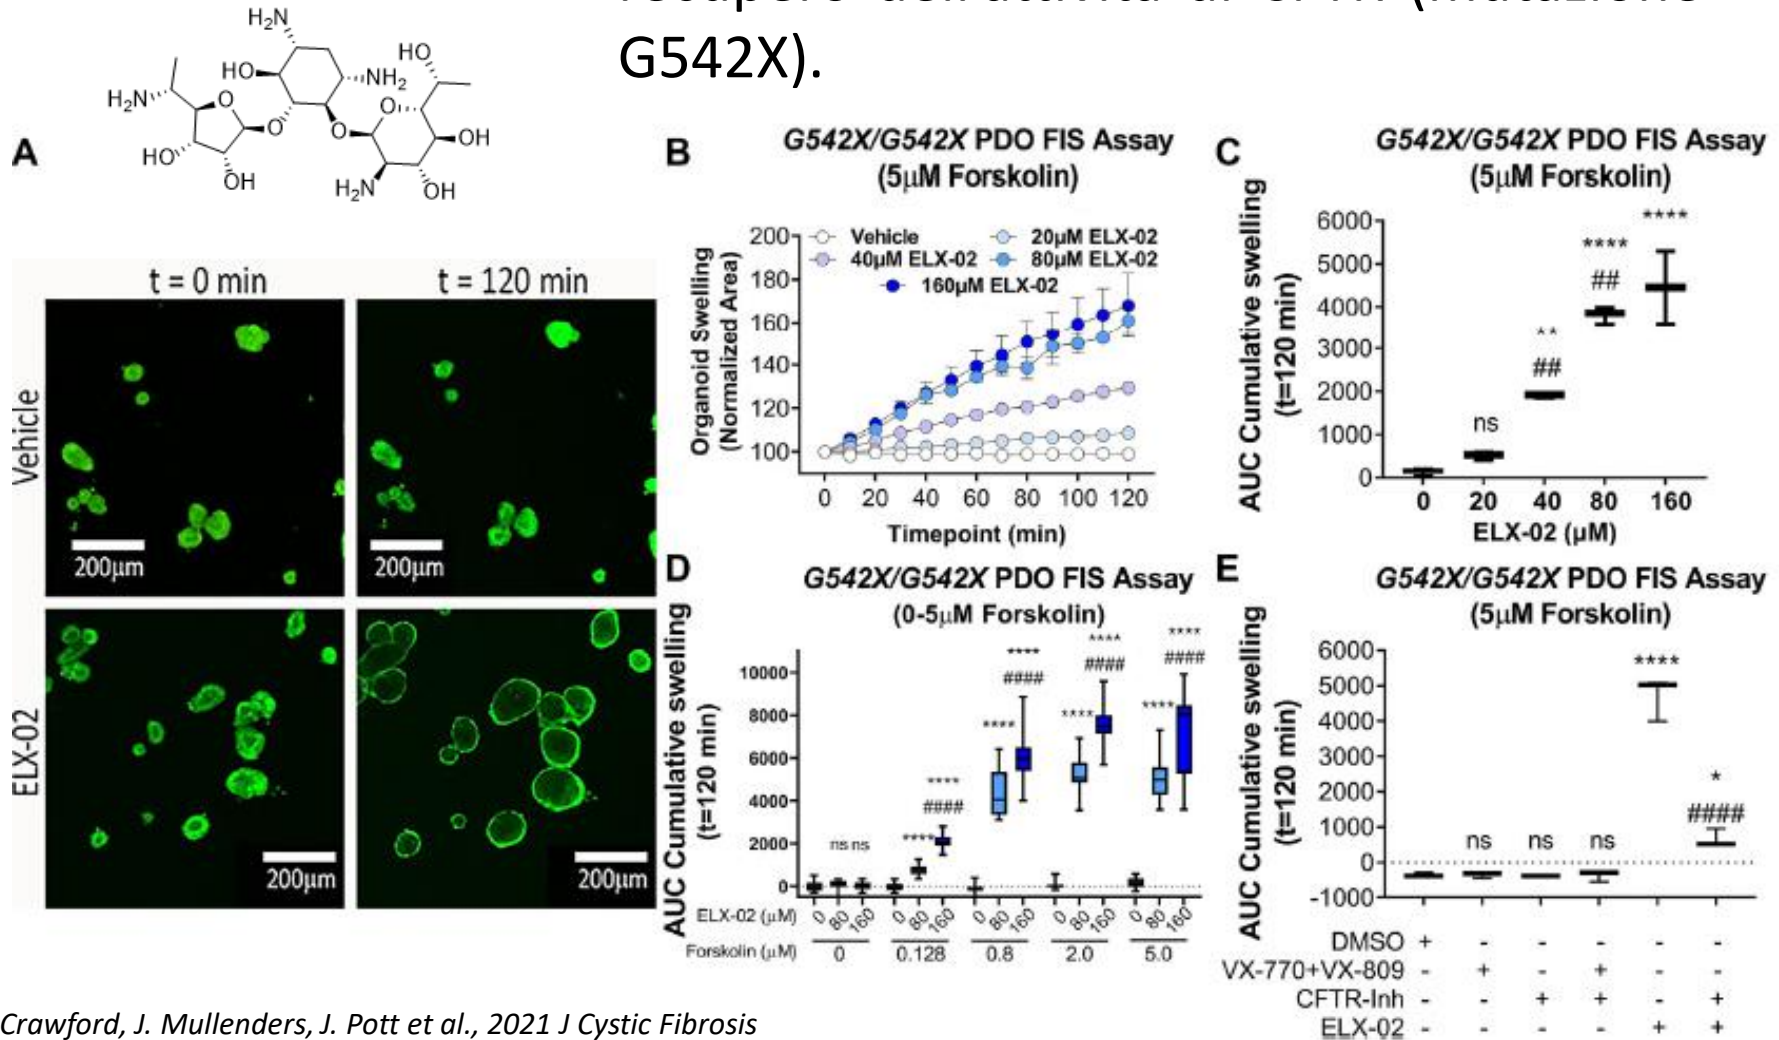 G542X).
A
H₂N
HO
NH₂
HO
H₂N
O
O
O
O
OH
HO
OH
H₂N
OH
t = 0 min
t = 120 min
Vehicle
200μm
200μm
ELX-02
200μm
200μm
B
G542X/G542X PDO FIS Assay
(5μM Forskolin)
Organoid Swelling
(Normalized Area)
200
180
160
140
120
100
Vehicle
20μM ELX-02
40μM ELX-02
80μM ELX-02
160μM ELX-02
0 20 40 60 80 100 120
Timepoint (min)
C
G542X/G542X PDO FIS Assay
(5μM Forskolin)
AUC Cumulative swelling
(t=120 min)
6000
5000
4000
3000
2000
1000
0
ns
**
##
****
##
****
0 20 40 80 160
ELX-02 (μM)
D
G542X/G542X PDO FIS Assay
(0-5μM Forskolin)
AUC Cumulative swelling
(t=120 min)
10000
8000
6000
4000
2000
0
ns ns
****
****
####
****
****
####
****
****
####
****
****
####
ELX-02 (μM) 0 80 160 0 80 160 0 80 160 0 80 160 0 80 160
Forskolin (μM) 0 0.128 0.8 2.0 5.0
E
G542X/G542X PDO FIS Assay
(5μM Forskolin)
AUC Cumulative swelling
(t=120 min)
6000
5000
4000
3000
2000
1000
0
-1000
ns ns ns
****
*
####
DMSO + - - - - -
VX-770+VX-809 - + - + - -
CFTR-Inh - - + + - +
ELX-02 - - - - + +
Crawford, J. Mullenders, J. Pott et al., 2021 J Cystic Fibrosis